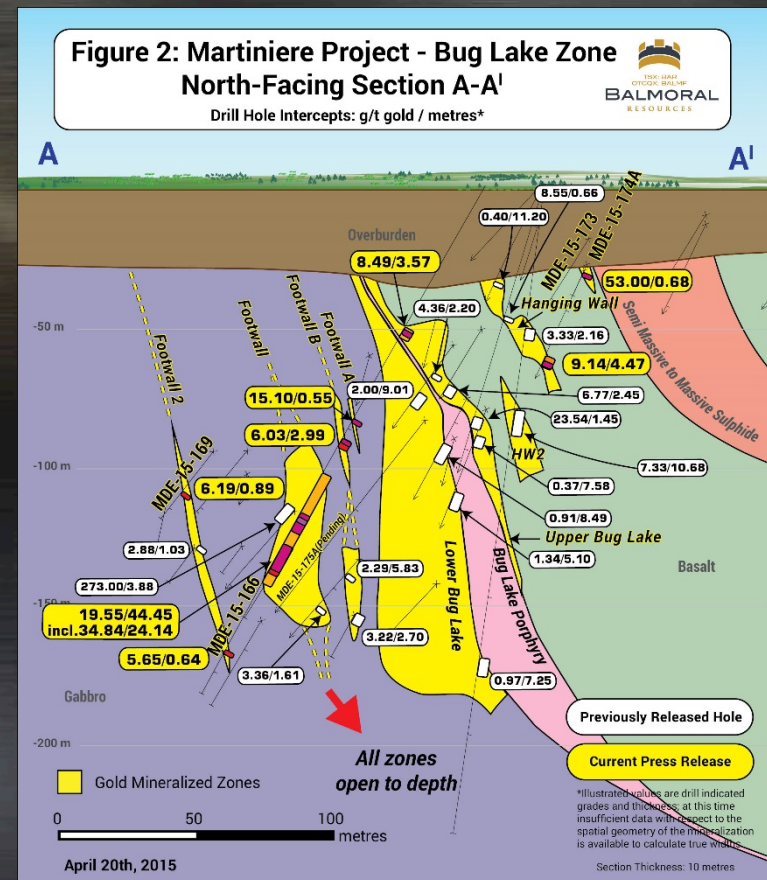 Figure 2: Martiniere Project - Bug Lake Zone
North-Facing Section A-Aᴵ
Drill Hole Intercepts: g/t gold / metres*
TSX: BAR
OTCQX: BALMF
BALMORAL
RESOURCES
A
Aᴵ
8.55/0.66
0.40/11.20
MDE-15-173
MDE-15-174A
Overburden
8.49/3.57
53.00/0.68
Hanging Wall
4.36/2.20
3.33/2.16
-50 m
Footwall 2
Footwall
Footwall B
Footwall A
Semi Massive to Massive Sulphide
9.14/4.47
2.00/9.01
6.77/2.45
15.10/0.55
23.54/1.45
6.03/2.99
HW2
-100 m
7.33/10.68
MDE-15-169
6.19/0.89
0.37/7.58
0.91/8.49
Upper Bug Lake
2.88/1.03
1.34/5.10
Basalt
273.00/3.88
MDE-15-175A(Pending)
2.29/5.83
Lower Bug Lake
Bug Lake Porphyry
-150 m
19.55/44.45
incl.34.84/24.14
MDE-15-166
3.22/2.70
5.65/0.64
3.36/1.61
0.97/7.25
Gabbro
Previously Released Hole
-200 m
All zones
open to depth
Current Press Release
Gold Mineralized Zones
*Illustrated values are drill indicated
grades and thickness; at this time
insufficient data with respect to the
spatial geometry of the mineralization
is available to calculate true widths.
0
50
100
metres
April 20th, 2015
Section Thickness: 10 metres